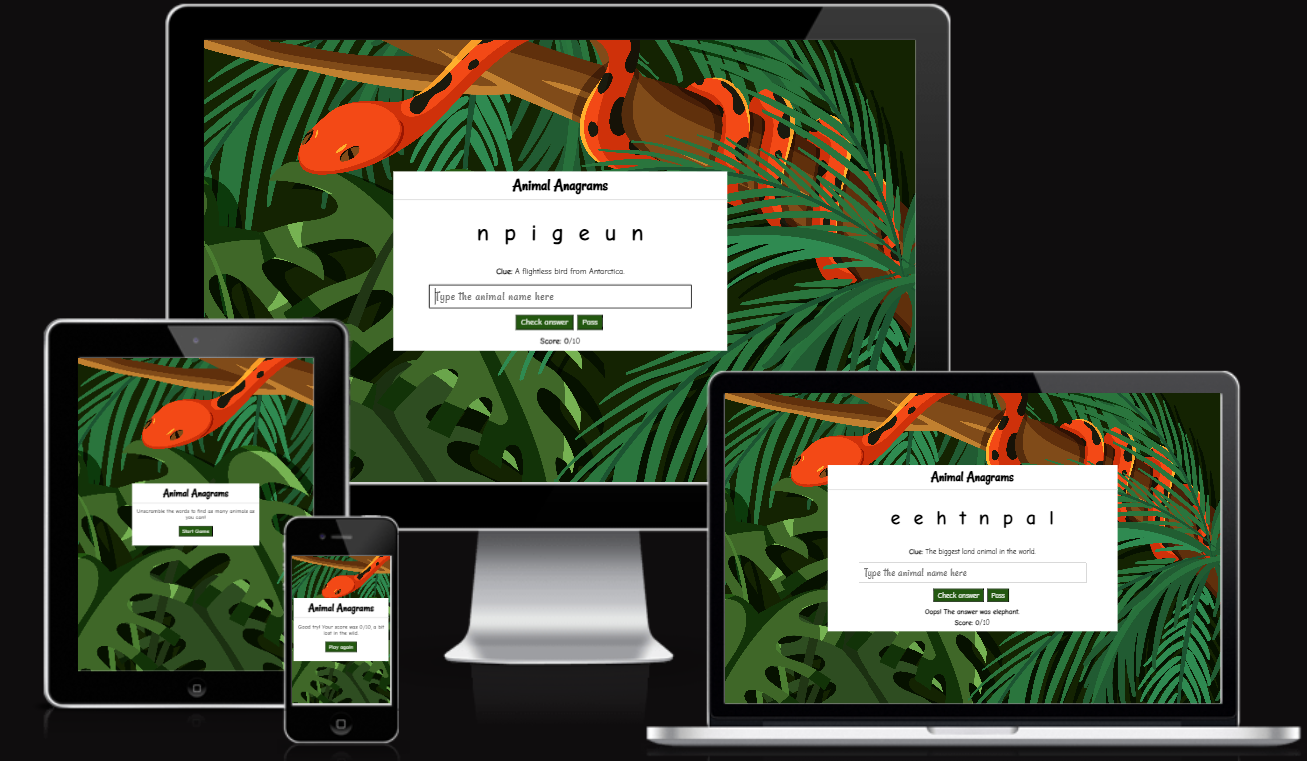 Animal Anagrams
n p i g e u n
Clue: A flightless bird from Antarctica.
Type the animal name here
Check answer Pass
Score: 0/10
Animal Anagrams
Unscramble the words to find as many animals as
you can!
Start Game
Animal Anagrams
Good try! Your score was 0/10, a bit
lost in the wild.
Play again
Animal Anagrams
e e h t n p a l
Clue: The biggest land animal in the world.
Type the animal name here
Check answer Pass
Oops! The answer was elephant.
Score: 0/10